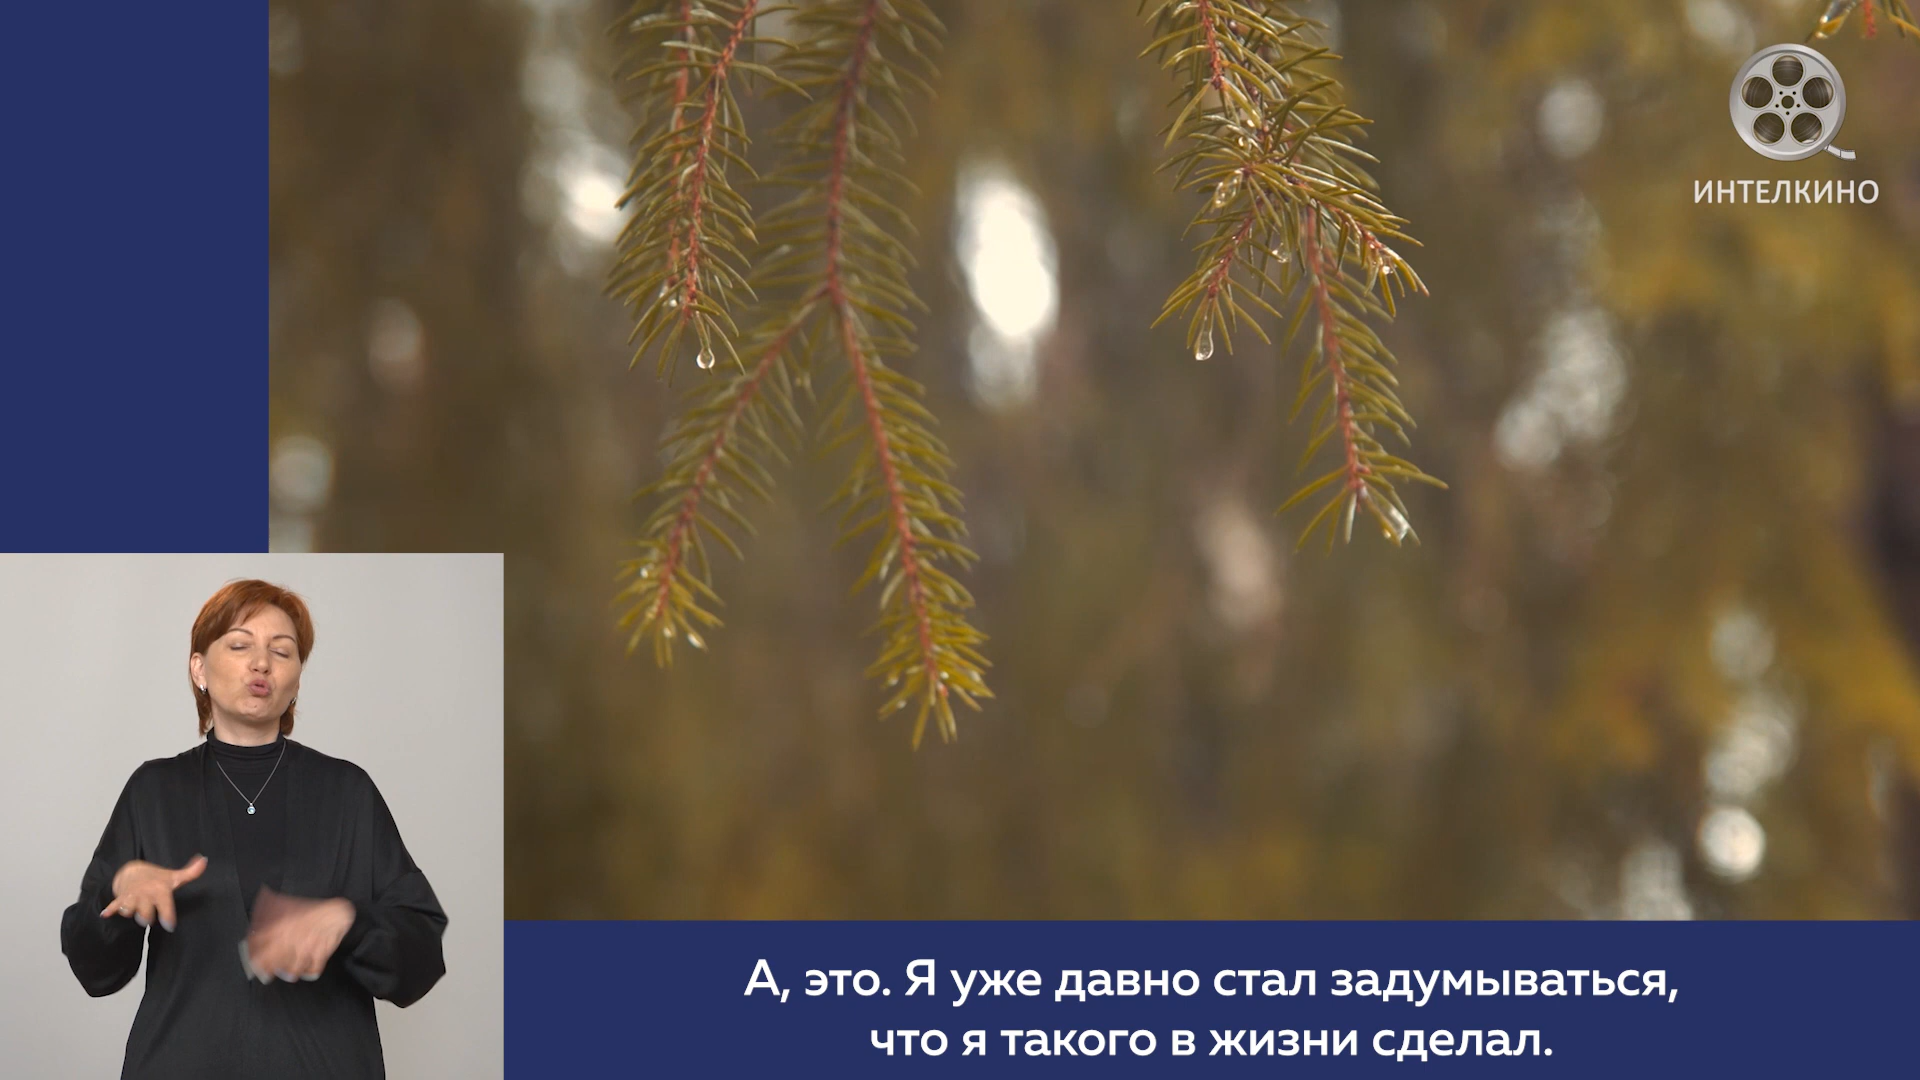 ИНТЕЛКИНО
А, это. Я уже давно стал задумываться,
что я такого в жизни сделал.